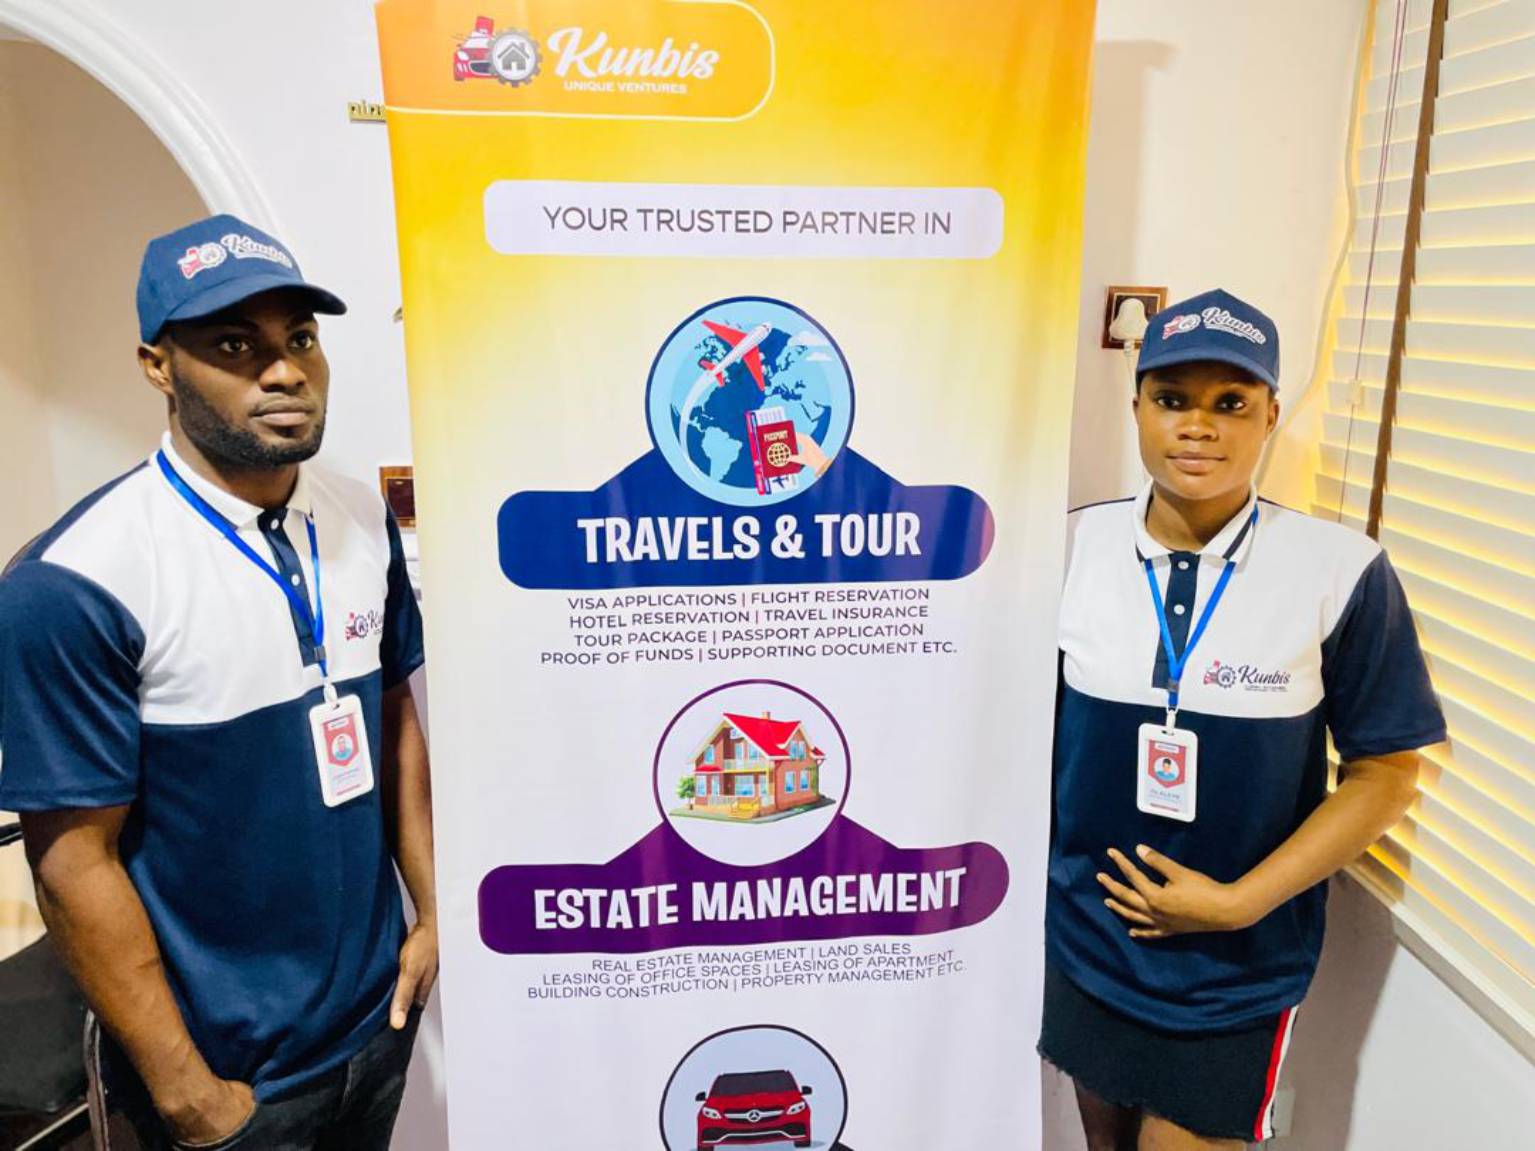 Kunbis
UNIQUE VENTURES
YOUR TRUSTED PARTNER IN
PASSPORT
TRAVELS & TOUR
VISA APPLICATIONS | FLIGHT RESERVATION
HOTEL RESERVATION | TRAVEL INSURANCE
TOUR PACKAGE | PASSPORT APPLICATION
PROOF OF FUNDS | SUPPORTING DOCUMENT ETC.
ESTATE MANAGEMENT
REAL ESTATE MANAGEMENT | LAND SALES
LEASING OF OFFICE SPACES | LEASING OF APARTMENT
BUILDING CONSTRUCTION | PROPERTY MANAGEMENT ETC.
Kunbis
Kunbis
Kunbis